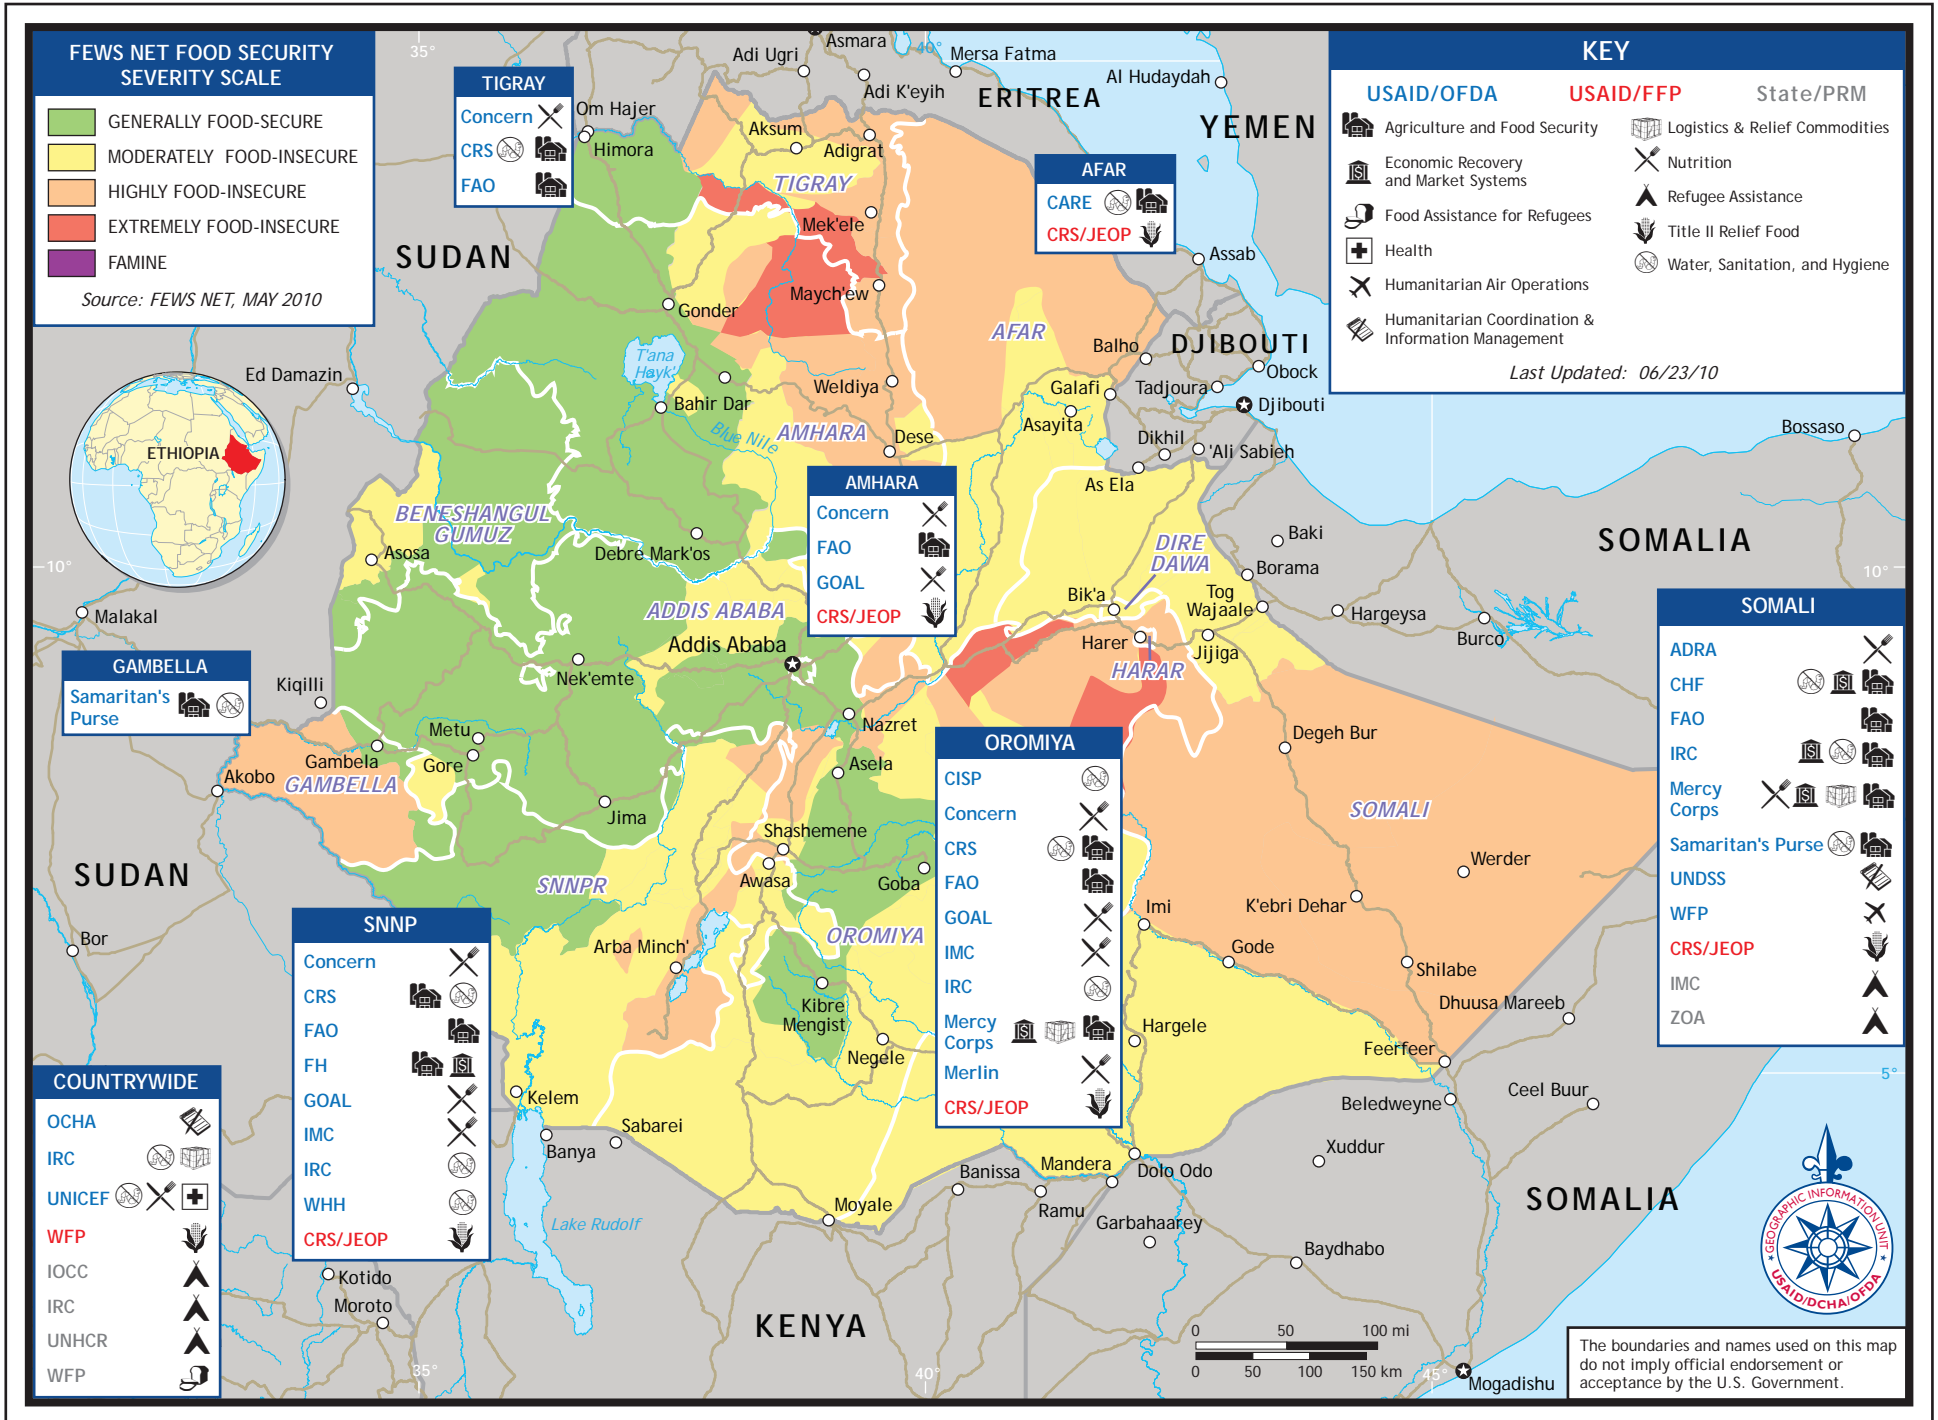 FEWS NET FOOD SECURITY
SEVERITY SCALE
GENERALLY FOOD-SECURE
MODERATELY FOOD-INSECURE
HIGHLY FOOD-INSECURE
EXTREMELY FOOD-INSECURE
FAMINE
Source: FEWS NET, MAY 2010
KEY
USAID/OFDA
USAID/FFP
State/PRM
Agriculture and Food Security
Economic Recovery
and Market Systems
Food Assistance for Refugees
Health
Humanitarian Air Operations
Humanitarian Coordination &
Information Management
Logistics & Relief Commodities
Nutrition
Refugee Assistance
Title II Relief Food
Water, Sanitation, and Hygiene
Last Updated: 06/23/10
TIGRAY
Concern
CRS
FAO
AFAR
CARE
CRS/JEOP
AMHARA
Concern
FAO
GOAL
CRS/JEOP
GAMBELLA
Samaritan's
Purse
OROMIYA
CISP
Concern
CRS
FAO
GOAL
IMC
IRC
Mercy
Corps
Merlin
CRS/JEOP
SOMALI
ADRA
CHF
FAO
IRC
Mercy
Corps
Samaritan's Purse
UNDSS
WFP
CRS/JEOP
IMC
ZOA
SNNP
Concern
CRS
FAO
FH
GOAL
IMC
IRC
WHH
CRS/JEOP
COUNTRYWIDE
OCHA
IRC
UNICEF
WFP
IOCC
IRC
UNHCR
WFP
35°
40°
Asmara
Adi Ugri
Mersa Fatma
Adi K'eyih
Al Hudaydah
ERITREA
YEMEN
Om Hajer
Himora
Aksum
Adigrat
TIGRAY
Mek'ele
SUDAN
Assab
Maych'ew
Gonder
AFAR
DJIBOUTI
Balho
Obock
T'ana
Hayk'
Ed Damazin
Weldiya
Galafi
Tadjoura
Djibouti
Bahir Dar
Asayita
Blue Nile
AMHARA
Dese
Dikhil
'Ali Sabieh
Bossaso
ETHIOPIA
As Ela
BENESHANGUL
GUMUZ
Asosa
Debre Mark'os
Baki
SOMALIA
DIRE
DAWA
10°
Borama
10°
Malakal
ADDIS ABABA
Addis Ababa
Bik'a
Tog
Wajaale
Hargeysa
Burco
Harer
Jijiga
HARAR
Kiqilli
Nek'emte
Nazret
Degeh Bur
Metu
Gore
Gambela
GAMBELLA
Akobo
Asela
Jima
SOMALI
Shashemene
Awasa
Goba
Werder
SUDAN
SNNPR
K'ebri Dehar
Imi
OROMIYA
Bor
Arba Minch'
Gode
Shilabe
Kibre
Mengist
Dhuusa Mareeb
Hargele
Negele
Feerfeer
5°
Kelem
Beledweyne
Ceel Buur
Sabarei
Banya
Xuddur
Banissa
Mandera
Dolo Odo
Moyale
Ramu
SOMALIA
Lake Rudolf
Garbahaarey
Baydhabo
Kotido
Moroto
KENYA
35°
40°
45°
Mogadishu
0 50 100 mi
0 50 100 150 km
GEOGRAPHIC INFORMATION UNIT
USAID/DCHA/OFDA
The boundaries and names used on this map
do not imply official endorsement or
acceptance by the U.S. Government.